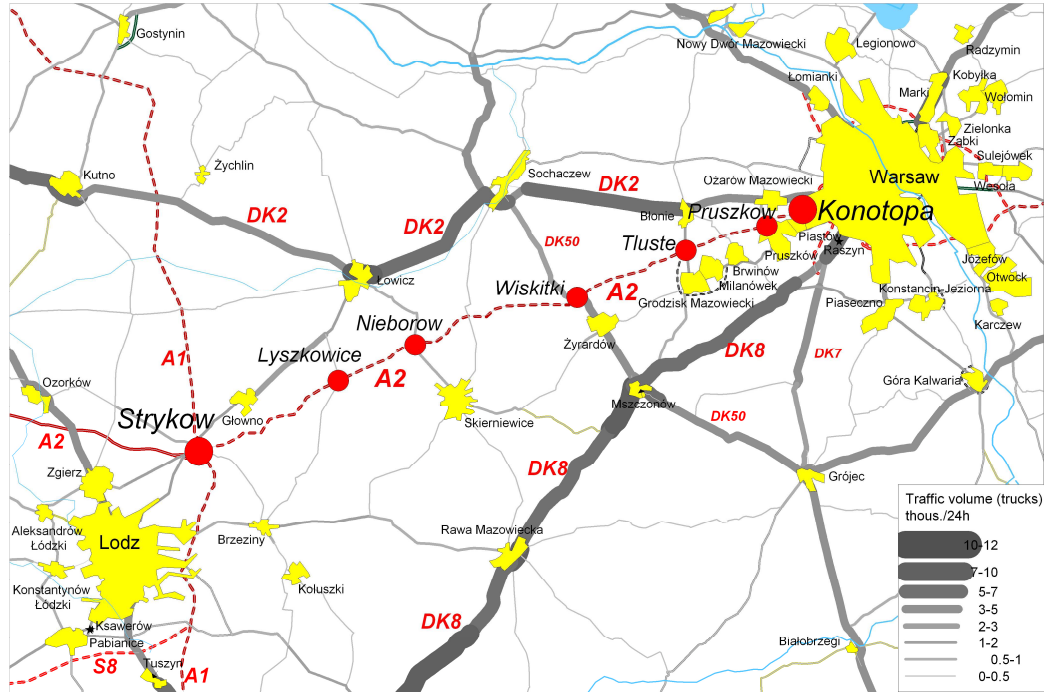 Gostynin
Nowy Dwór Mazowiecki
Legionowo
Radzymin
Łomianki
Marki
Kobyłka
Wołomin
Zielonka
Ząbki
Sulejówek
Wesoła
Warsaw
Kutno
Żychlin
Sochaczew
DK2
DK2
DK2
Ożarów Mazowiecki
Błonie
Pruszkow
Konotopa
Piastów
Raszyn
Pruszków
Tluste
DK50
Brwinów
Milanówek
Grodzisk Mazowiecki
Józefów
Otwock
Konstancin-Jeziorna
Piaseczno
Karczew
Łowicz
Wiskitki
A2
Nieborow
Żyrardów
DK8
DK7
Lyszkowice
A2
A1
Ozorków
Głowno
Skierniewice
Mszczonów
DK50
Góra Kalwaria
Strykow
A2
Zgierz
DK8
Grójec
Aleksandrów
Łódzki
Lodz
Brzeziny
Rawa Mazowiecka
Konstantynów
Łódzki
Koluszki
Ksawerów
Pabianice
DK8
Białobrzegi
S8
Tuszyn
A1
Traffic volume (trucks)
thous./24h
10-12
7-10
5-7
3-5
2-3
1-2
0.5-1
0-0.5